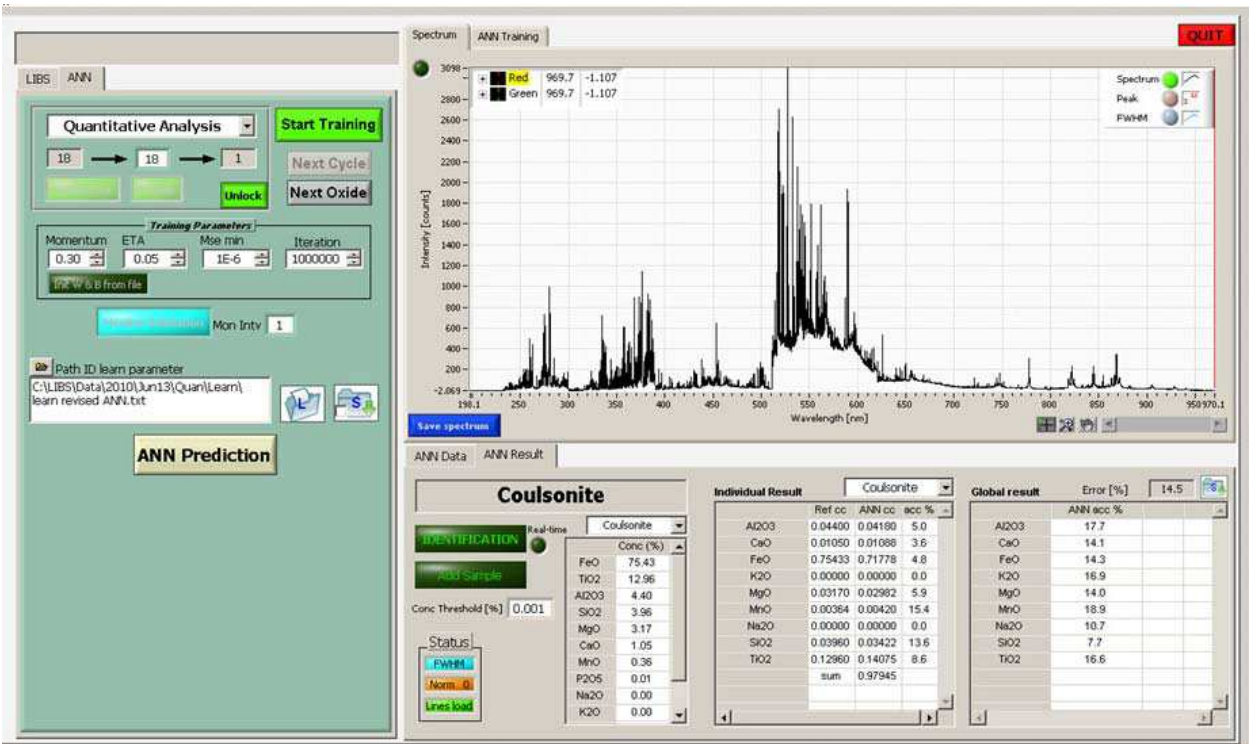 LIBS ANN
Quantitative Analysis
Start Training
18 18 1
Next Cycle
Unlock
Next Oxide
Training Parameters
Momentum ETA Mse min Iteration
0.30 0.05 1E-6 1000000
Init W & B from file
Mon Intv 1
Path ID learn parameter
C:\LIBS\Data\2010\Jun13\Quan\Learn\
learn revised ANN.txt
L S
ANN Prediction
Spectrum ANN Training
QUIT
Red 969.7 -1.107
Green 969.7 -1.107
Spectrum
Peak
FWHM
Intensity [counts]
3098
2800
2600
2400
2200
2000
1800
1600
1400
1200
1000
800
600
400
200
-2.069
198.1 250 300 350 400 450 500 550 600 650 700 750 800 850 900 950 970.1
Wavelength [nm]
Save spectrum
ANN Data ANN Result
Coulsonite
IDENTIFICATION
Real-time
Coulsonite
Add Sample
Conc Threshold [%] 0.001
Status
FWHM
Norm 0
Lines load
Conc (%)
FeO 75.43
TiO2 12.96
Al2O3 4.40
SiO2 3.96
MgO 3.17
CaO 1.05
MnO 0.36
P2O5 0.01
Na2O 0.00
K2O 0.00
Individual Result Coulsonite
Ref cc ANN cc acc %
Al2O3 0.04400 0.04180 5.0
CaO 0.01050 0.01088 3.6
FeO 0.75433 0.71778 4.8
K2O 0.00000 0.00000 0.0
MgO 0.03170 0.02982 5.9
MnO 0.00364 0.00420 15.4
Na2O 0.00000 0.00000 0.0
SiO2 0.03960 0.03422 13.6
TiO2 0.12960 0.14075 8.6
sum 0.97945
Global result Error [%] 14.5
S
ANN acc %
Al2O3 17.7
CaO 14.1
FeO 14.3
K2O 16.9
MgO 14.0
MnO 18.9
Na2O 10.7
SiO2 7.7
TiO2 16.6